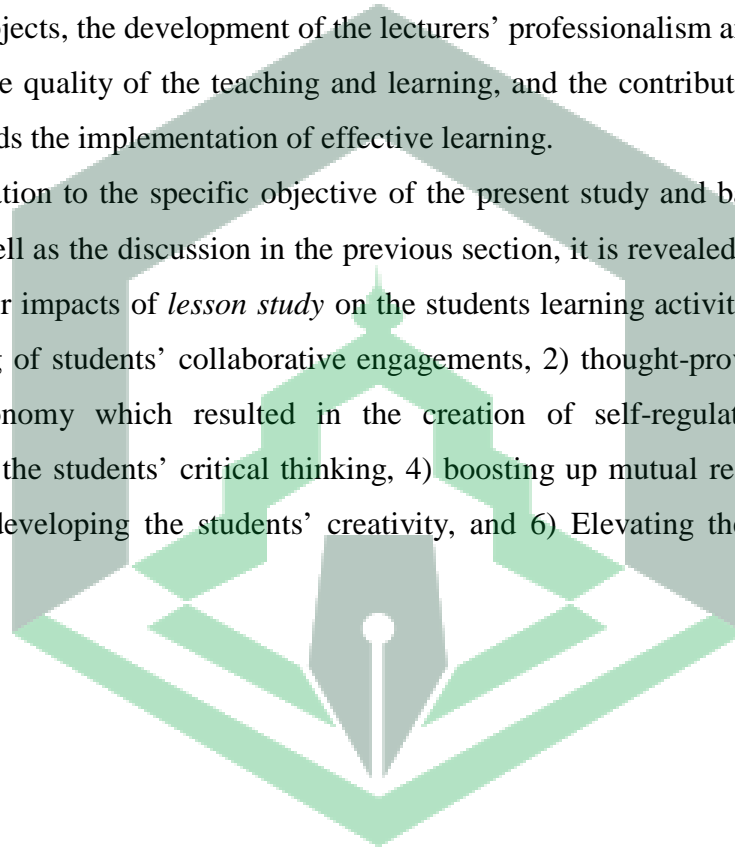 jects, the development of the lecturers’ professionalism a
e quality of the teaching and learning, and the contribut
ds the implementation of effective learning.
ation to the specific objective of the present study and b
ell as the discussion in the previous section, it is revealed
r impacts of lesson study on the students learning activit
g of students’ collaborative engagements, 2) thought-prov
onomy which resulted in the creation of self-regulat
the students’ critical thinking, 4) boosting up mutual re
developing the students’ creativity, and 6) Elevating the